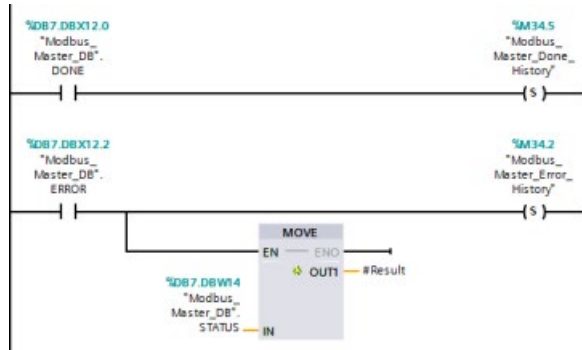 %DB7.DBX12.0
"Modbus_
Master_DB".
DONE
%M34.5
"Modbus_
Master_Done_
History"
S
%DB7.DBX12.2
"Modbus_
Master_DB".
ERROR
%M34.2
"Modbus_
Master_Error_
History"
S
MOVE
EN ENO
OUT1 #Result
%DB7.DBW14
"Modbus_
Master_DB".
STATUS IN